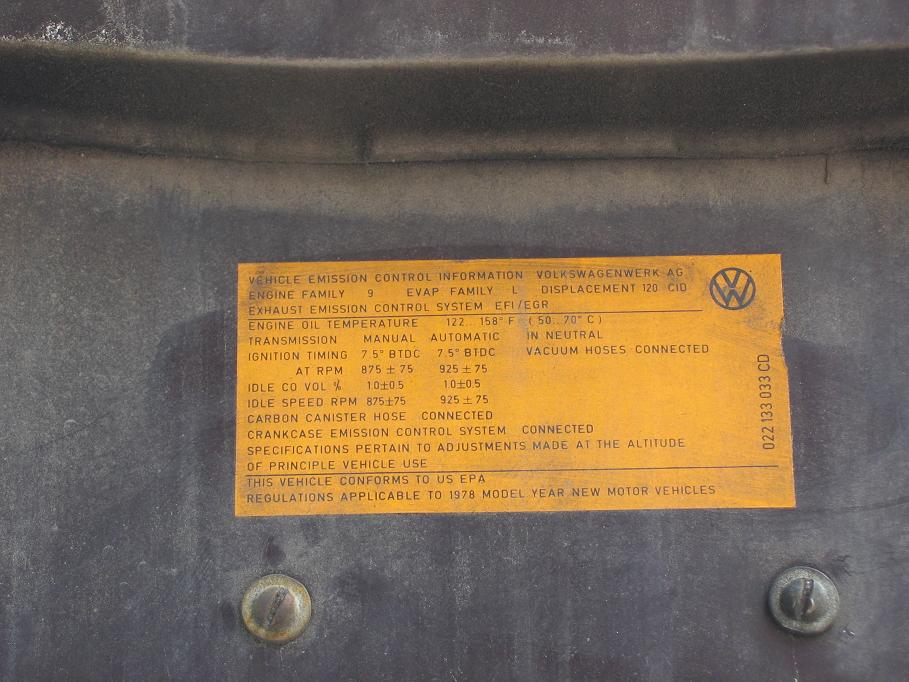 VEHICLE EMISSION CONTROL INFORMATION VOLKSWAGENWERK AG
ENGINE FAMILY 9 EVAP FAMILY L DISPLACEMENT 120 CID
EXHAUST EMISSION CONTROL SYSTEM EFI/EGR
ENGINE OIL TEMPERATURE 122...158° F (50...70° C)
TRANSMISSION MANUAL AUTOMATIC IN NEUTRAL
IGNITION TIMING 7.5° BTDC 7.5° BTDC VACUUM HOSES CONNECTED
AT RPM 875 ± 75 925 ± 75
IDLE CO VOL % 1.0±0.5 1.0±0.5
IDLE SPEED RPM 875±75 925 ± 75
CARBON CANISTER HOSE CONNECTED
CRANKCASE EMISSION CONTROL SYSTEM CONNECTED
SPECIFICATIONS PERTAIN TO ADJUSTMENTS MADE AT THE ALTITUDE
OF PRINCIPLE VEHICLE USE
THIS VEHICLE CONFORMS TO US EPA
REGULATIONS APPLICABLE TO 1978 MODEL YEAR NEW MOTOR VEHICLES
VW
022 133 033 CD